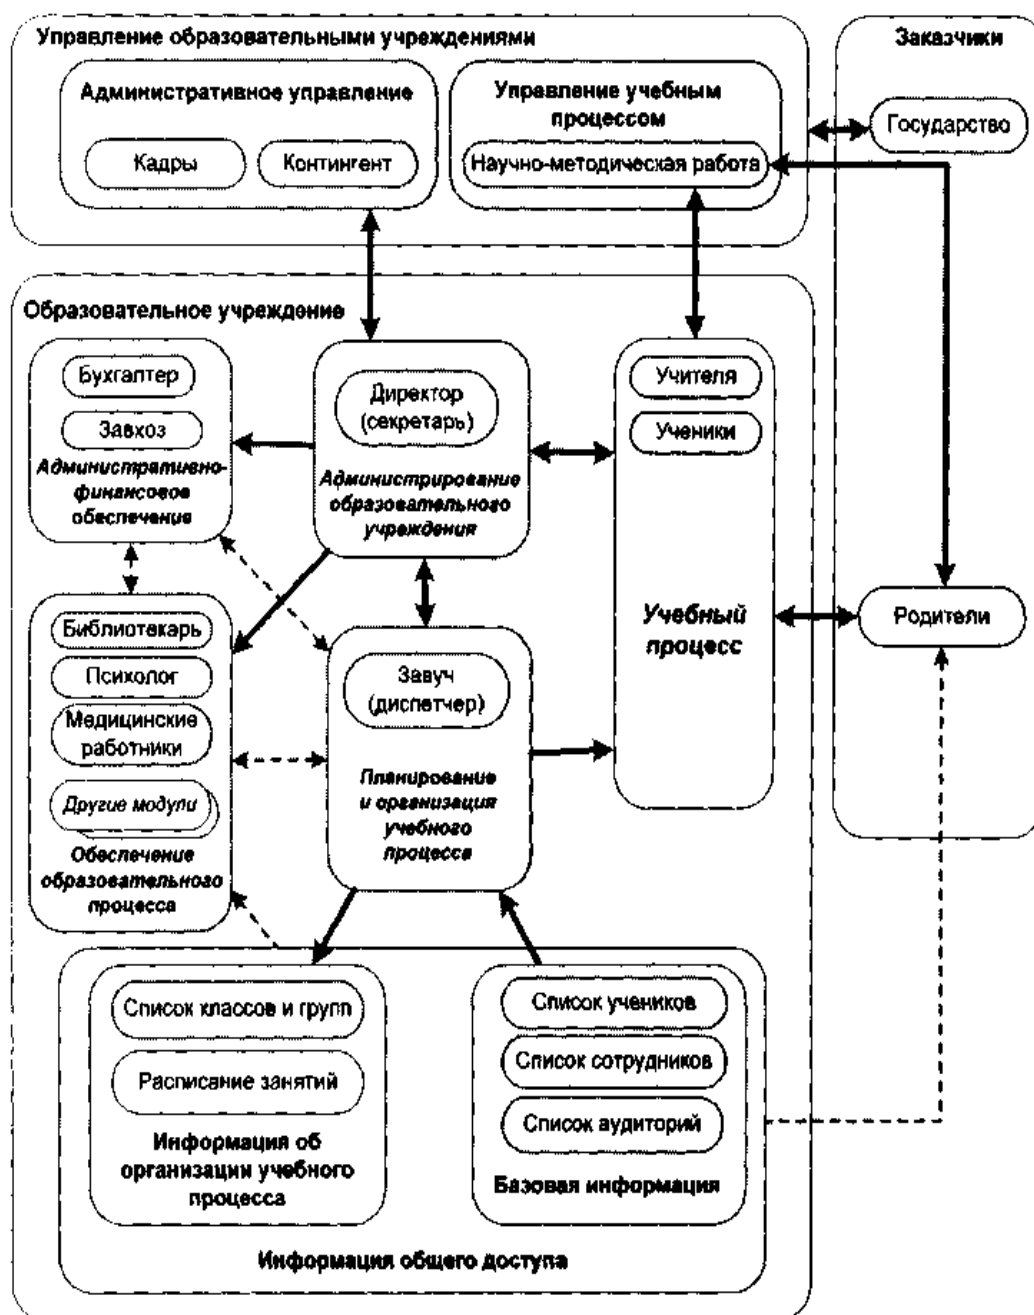 Управление образовательными учреждениями
Административное управление
Кадры
Контингент
Управление учебным
процессом
Научно-методическая работа
Заказчики
Государство
Образовательное учреждение
Бухгалтер
Завхоз
Административно-
финансовое
обеспечение
Директор
(секретарь)
Администрирование
образовательного
учреждения
Учителя
Ученики
Учебный
процесс
Родители
Библиотекарь
Психолог
Медицинские
работники
Другие модули
Обеспечение
образовательного
процесса
Завуч
(диспетчер)
Планирование
и организация
учебного
процесса
Список классов и групп
Расписание занятий
Информация об
организации учебного
процесса
Список учеников
Список сотрудников
Список аудиторий
Базовая информация
Информация общего доступа